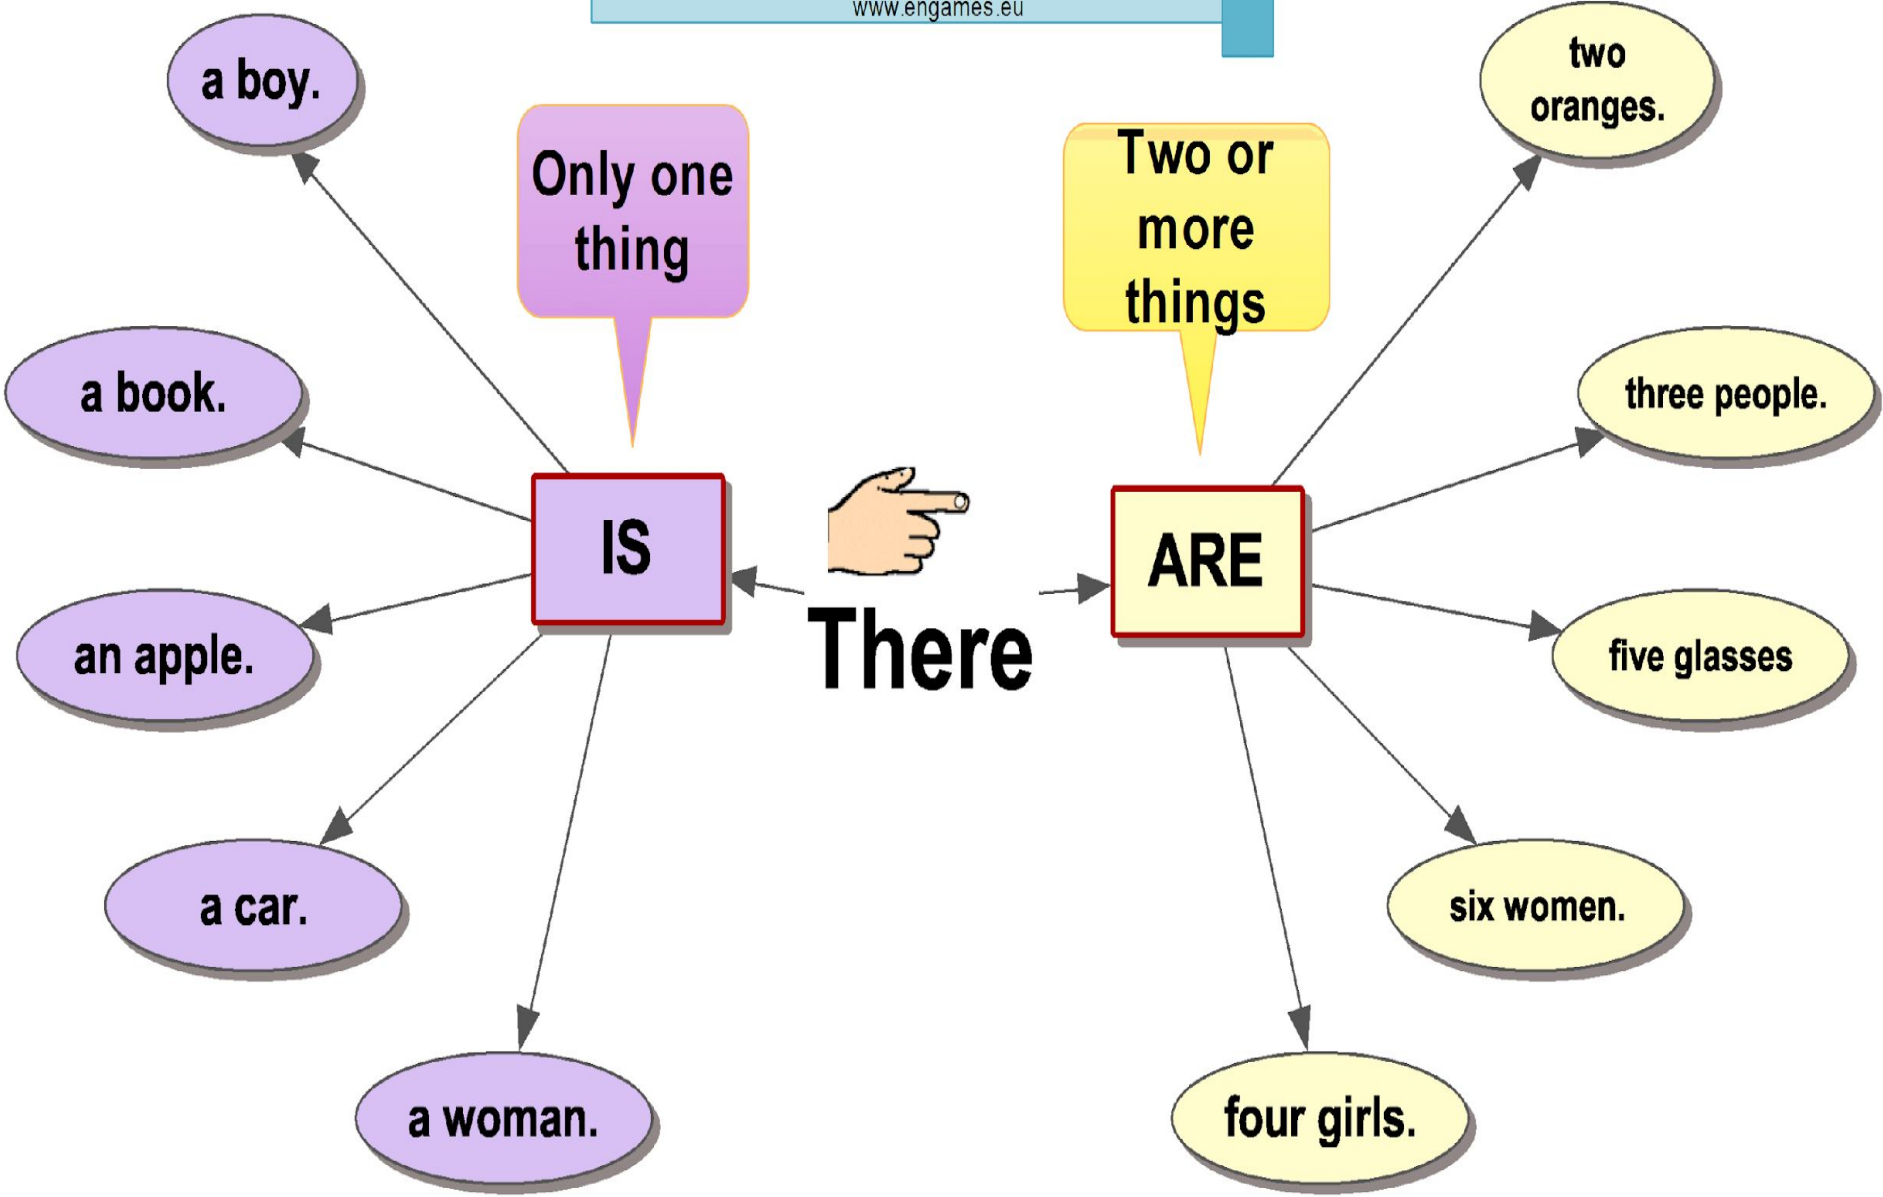 www.engames.eu
a boy.
two
oranges.
Only one
thing
Two or
more
things
a book.
three people.
IS
ARE
There
an apple.
five glasses
a car.
six women.
a woman.
four girls.